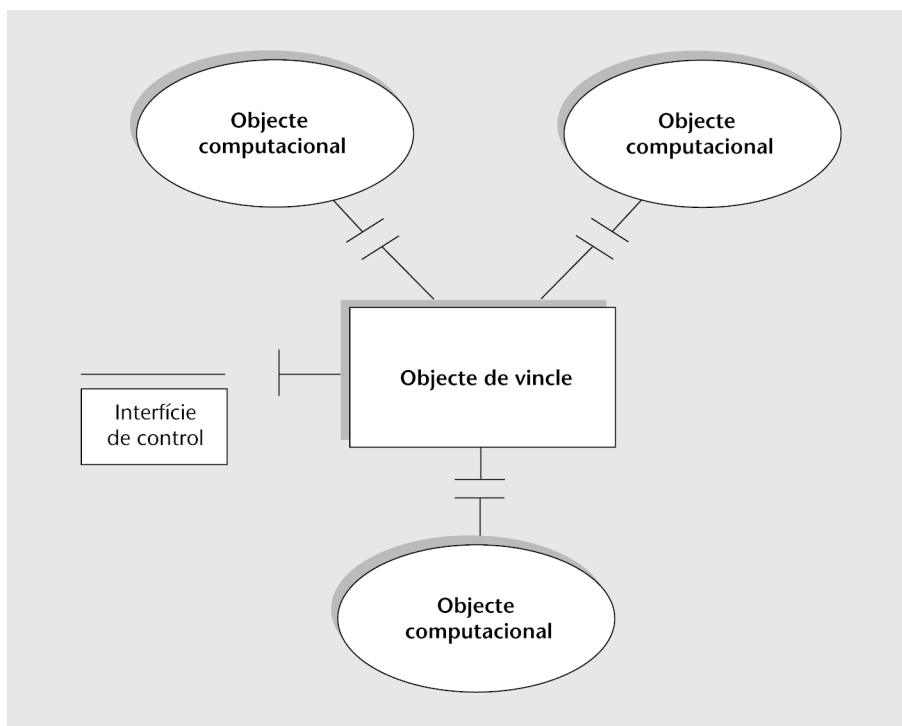 Objecte
computacional
Objecte
computacional
Objecte de vincle
Interfície
de control
Objecte
computacional